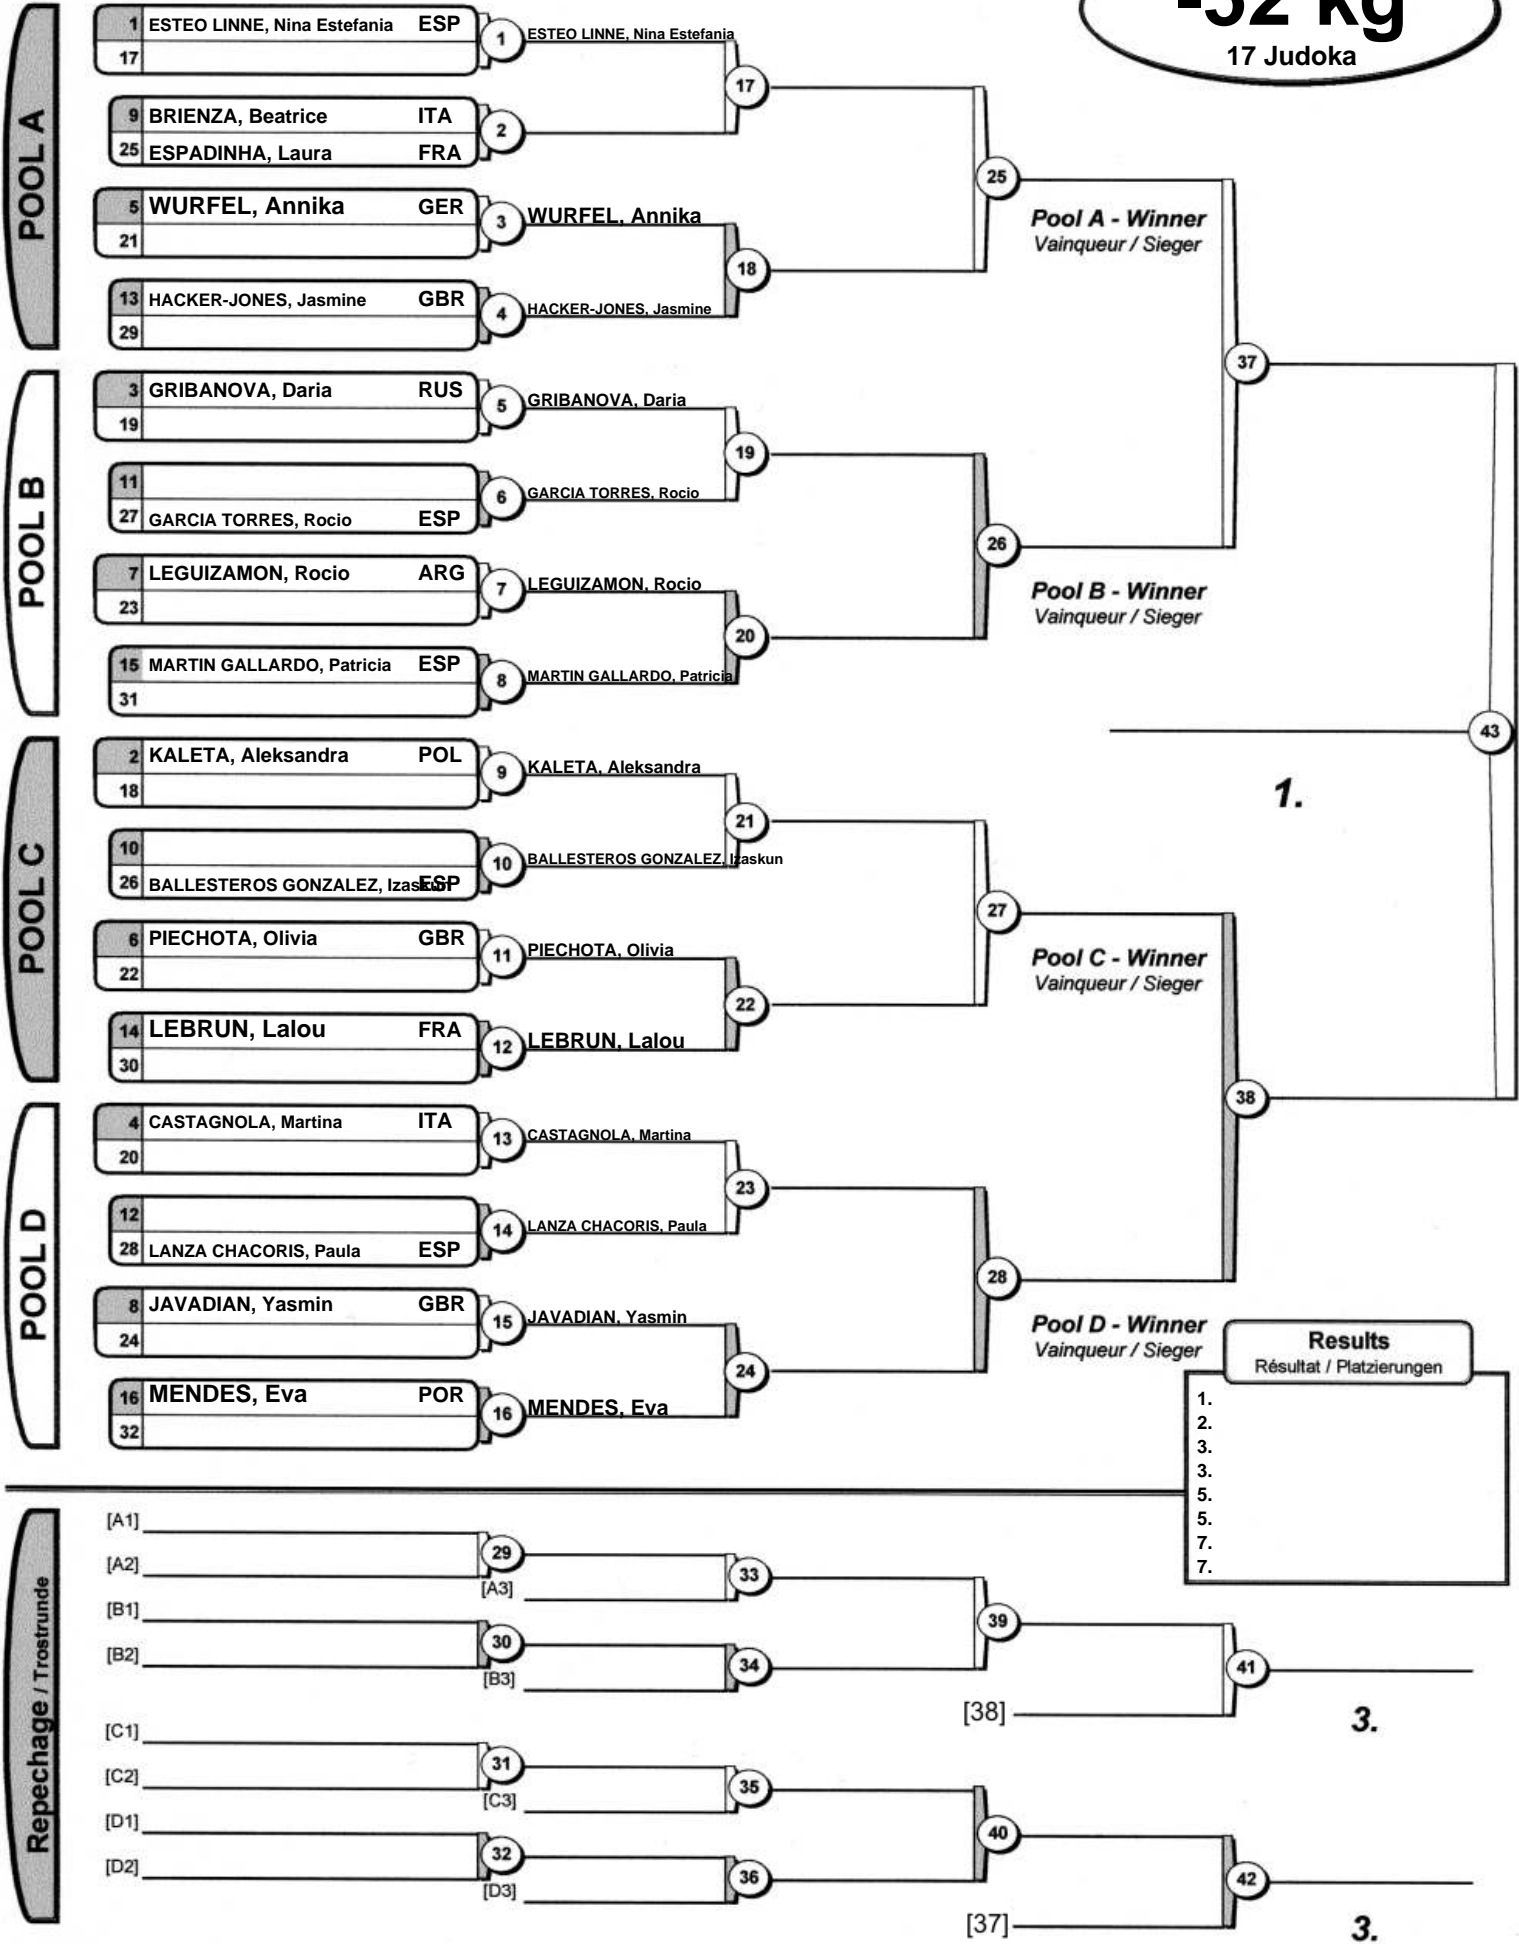 -52 kg
17 Judoka
POOL A
1 ESTEO LINNE, Nina Estefania ESP
17
1 ESTEO LINNE, Nina Estefania
17
9 BRIENZA, Beatrice ITA
25 ESPADINHA, Laura FRA
2
25
Pool A - Winner
Vainqueur / Sieger
5 WURFEL, Annika GER
21
3 WURFEL, Annika
18
13 HACKER-JONES, Jasmine GBR
29
4 HACKER-JONES, Jasmine
37
POOL B
3 GRIBANOVA, Daria RUS
19
5 GRIBANOVA, Daria
19
11
27 GARCIA TORRES, Rocio ESP
6 GARCIA TORRES, Rocio
26
Pool B - Winner
Vainqueur / Sieger
7 LEGUIZAMON, Rocio ARG
23
7 LEGUIZAMON, Rocio
20
15 MARTIN GALLARDO, Patricia ESP
31
8 MARTIN GALLARDO, Patricia
43
1.
POOL C
2 KALETA, Aleksandra POL
18
9 KALETA, Aleksandra
21
10
26 BALLESTEROS GONZALEZ, Izaskun ESP
10 BALLESTEROS GONZALEZ, Izaskun
27
Pool C - Winner
Vainqueur / Sieger
6 PIECHOTA, Olivia GBR
22
11 PIECHOTA, Olivia
22
14 LEBRUN, Lalou FRA
30
12 LEBRUN, Lalou
38
POOL D
4 CASTAGNOLA, Martina ITA
20
13 CASTAGNOLA, Martina
23
12
28 LANZA CHACORIS, Paula ESP
14 LANZA CHACORIS, Paula
28
Pool D - Winner
Vainqueur / Sieger
8 JAVADIAN, Yasmin GBR
24
15 JAVADIAN, Yasmin
24
16 MENDES, Eva POR
32
16 MENDES, Eva
Results
Résultat / Platzierungen
1.
2.
3.
3.
5.
5.
7.
7.
Repechage / Trostrunde
[A1]
[A2]
29
[A3]
33
[B1]
[B2]
30
[B3]
34
39
[38]
41
3.
[C1]
[C2]
31
[C3]
35
[D1]
[D2]
32
[D3]
36
40
[37]
42
3.